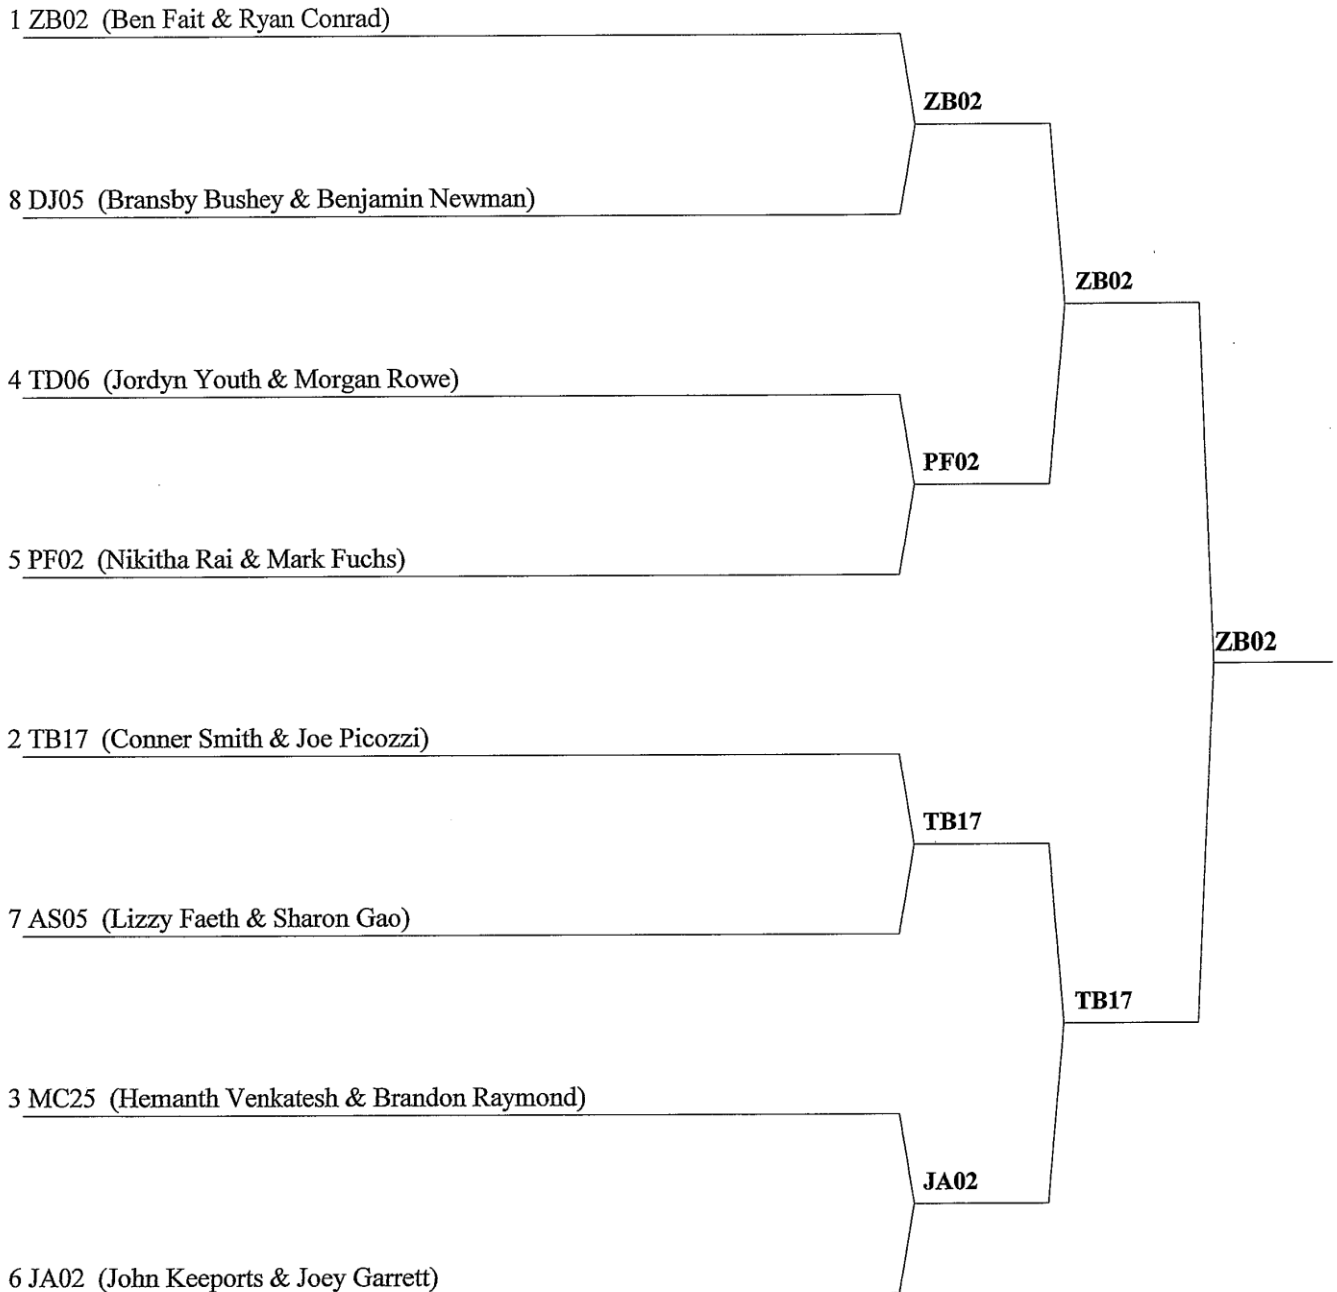 1 ZB02 (Ben Fait & Ryan Conrad)
ZB02
8 DJ05 (Bransby Bushey & Benjamin Newman)
ZB02
4 TD06 (Jordyn Youth & Morgan Rowe)
PF02
5 PF02 (Nikitha Rai & Mark Fuchs)
ZB02
2 TB17 (Conner Smith & Joe Picozzi)
TB17
7 AS05 (Lizzy Faeth & Sharon Gao)
TB17
3 MC25 (Hemanth Venkatesh & Brandon Raymond)
JA02
6 JA02 (John Keeports & Joey Garrett)